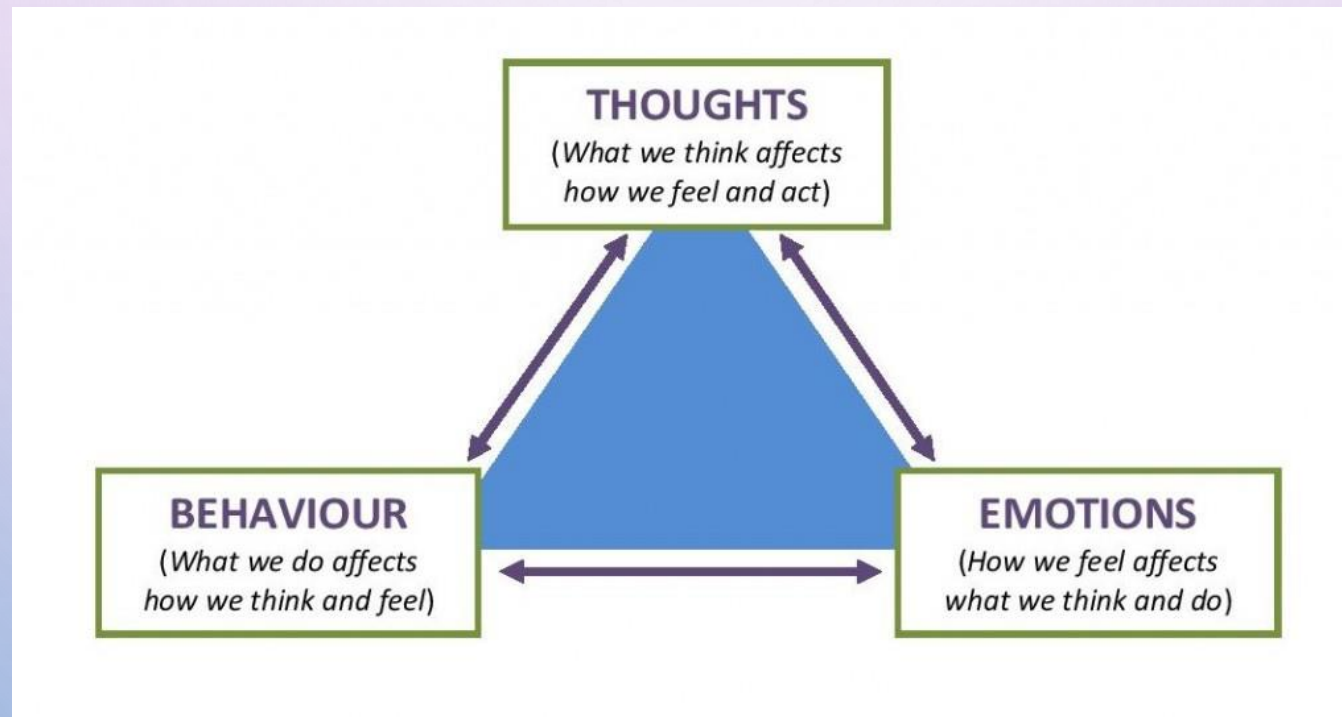 THOUGHTS
(What we think affects
how we feel and act)
BEHAVIOUR
(What we do affects
how we think and feel)
EMOTIONS
(How we feel affects
what we think and do)